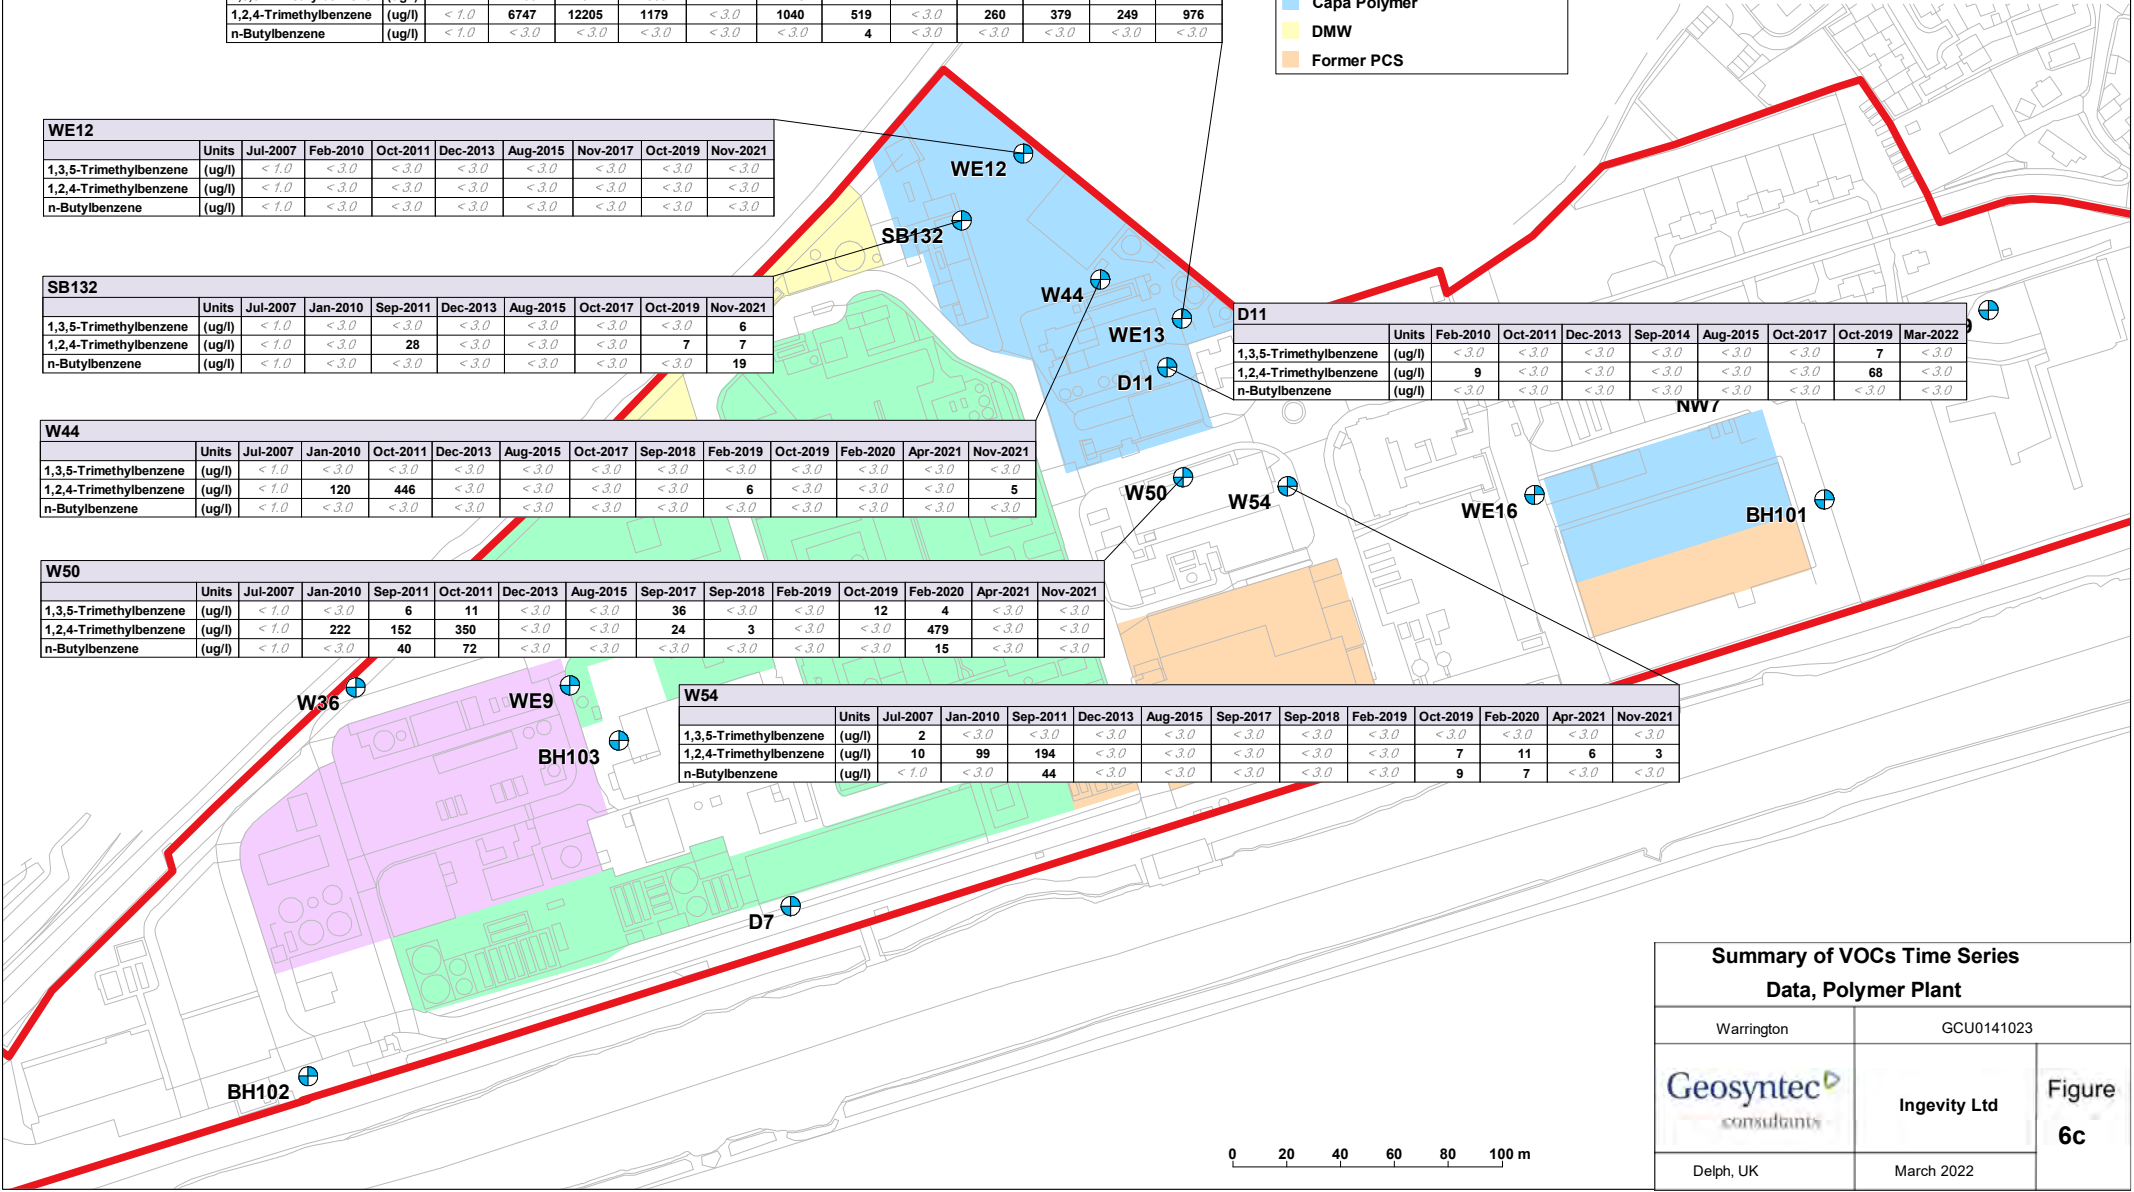 1,2,4-Trimethylbenzene (ug/l) < 1.0 6747 12205 1179 < 3.0 1040 519 < 3.0 260 379 249 976
n-Butylbenzene (ug/l) < 1.0 < 3.0 < 3.0 < 3.0 < 3.0 < 3.0 4 < 3.0 < 3.0 < 3.0 < 3.0 < 3.0
Capa Polymer
DMW
Former PCS
WE12
Units Jul-2007 Feb-2010 Oct-2011 Dec-2013 Aug-2015 Nov-2017 Oct-2019 Nov-2021
1,3,5-Trimethylbenzene (ug/l) < 1.0 < 3.0 < 3.0 < 3.0 < 3.0 < 3.0 < 3.0 < 3.0
1,2,4-Trimethylbenzene (ug/l) < 1.0 < 3.0 < 3.0 < 3.0 < 3.0 < 3.0 < 3.0 < 3.0
n-Butylbenzene (ug/l) < 1.0 < 3.0 < 3.0 < 3.0 < 3.0 < 3.0 < 3.0 < 3.0
WE12
SB132
SB132
Units Jul-2007 Jan-2010 Sep-2011 Dec-2013 Aug-2015 Oct-2017 Oct-2019 Nov-2021
1,3,5-Trimethylbenzene (ug/l) < 1.0 < 3.0 < 3.0 < 3.0 < 3.0 < 3.0 < 3.0 6
1,2,4-Trimethylbenzene (ug/l) < 1.0 < 3.0 28 < 3.0 < 3.0 < 3.0 7 7
n-Butylbenzene (ug/l) < 1.0 < 3.0 < 3.0 < 3.0 < 3.0 < 3.0 < 3.0 19
W44
WE13
D11
D11
Units Feb-2010 Oct-2011 Dec-2013 Sep-2014 Aug-2015 Oct-2017 Oct-2019 Mar-2022
1,3,5-Trimethylbenzene (ug/l) < 3.0 < 3.0 < 3.0 < 3.0 < 3.0 < 3.0 7 < 3.0
1,2,4-Trimethylbenzene (ug/l) 9 < 3.0 < 3.0 < 3.0 < 3.0 < 3.0 68 < 3.0
n-Butylbenzene (ug/l) < 3.0 < 3.0 < 3.0 < 3.0 < 3.0 < 3.0 < 3.0 < 3.0
9
NW7
W44
Units Jul-2007 Jan-2010 Oct-2011 Dec-2013 Aug-2015 Oct-2017 Sep-2018 Feb-2019 Oct-2019 Feb-2020 Apr-2021 Nov-2021
1,3,5-Trimethylbenzene (ug/l) < 1.0 < 3.0 < 3.0 < 3.0 < 3.0 < 3.0 < 3.0 < 3.0 < 3.0 < 3.0 < 3.0 < 3.0
1,2,4-Trimethylbenzene (ug/l) < 1.0 120 446 < 3.0 < 3.0 < 3.0 < 3.0 6 < 3.0 < 3.0 < 3.0 5
n-Butylbenzene (ug/l) < 1.0 < 3.0 < 3.0 < 3.0 < 3.0 < 3.0 < 3.0 < 3.0 < 3.0 < 3.0 < 3.0 < 3.0
W50
W54
WE16
BH101
W50
Units Jul-2007 Jan-2010 Sep-2011 Oct-2011 Dec-2013 Aug-2015 Sep-2017 Sep-2018 Feb-2019 Oct-2019 Feb-2020 Apr-2021 Nov-2021
1,3,5-Trimethylbenzene (ug/l) < 1.0 < 3.0 6 11 < 3.0 < 3.0 36 < 3.0 < 3.0 12 4 < 3.0 < 3.0
1,2,4-Trimethylbenzene (ug/l) < 1.0 222 152 350 < 3.0 < 3.0 24 3 < 3.0 < 3.0 479 < 3.0 < 3.0
n-Butylbenzene (ug/l) < 1.0 < 3.0 40 72 < 3.0 < 3.0 < 3.0 < 3.0 < 3.0 < 3.0 15 < 3.0 < 3.0
W36
WE9
BH103
W54
Units Jul-2007 Jan-2010 Sep-2011 Dec-2013 Aug-2015 Sep-2017 Sep-2018 Feb-2019 Oct-2019 Feb-2020 Apr-2021 Nov-2021
1,3,5-Trimethylbenzene (ug/l) 2 < 3.0 < 3.0 < 3.0 < 3.0 < 3.0 < 3.0 < 3.0 < 3.0 < 3.0 < 3.0 < 3.0
1,2,4-Trimethylbenzene (ug/l) 10 99 194 < 3.0 < 3.0 < 3.0 < 3.0 < 3.0 7 11 6 3
n-Butylbenzene (ug/l) < 1.0 < 3.0 44 < 3.0 < 3.0 < 3.0 < 3.0 < 3.0 9 7 < 3.0 < 3.0
D7
BH102
0 20 40 60 80 100 m
Summary of VOCs Time Series
Data, Polymer Plant
Warrington
GCU0141023
Geosyntec
consultants
Ingevity Ltd
Figure
6c
Delph, UK
March 2022